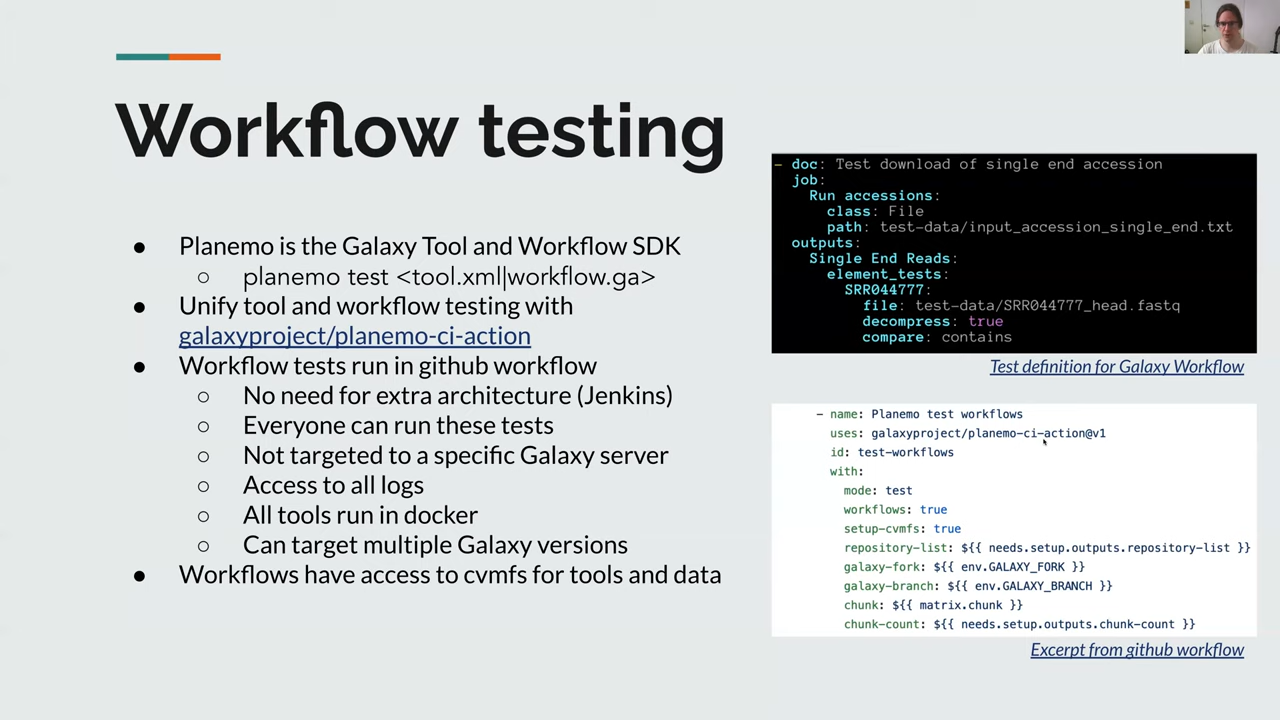 Workflow testing
● Planemo is the Galaxy Tool and Workflow SDK
○ planemo test <tool.xml|workflow.ga>
● Unify tool and workflow testing with
galaxyproject/planemo-ci-action
● Workflow tests run in github workflow
○ No need for extra architecture (Jenkins)
○ Everyone can run these tests
○ Not targeted to a specific Galaxy server
○ Access to all logs
○ All tools run in docker
○ Can target multiple Galaxy versions
● Workflows have access to cvmfs for tools and data
- doc: Test download of single end accession
job:
Run accessions:
class: File
path: test-data/input_accession_single_end.txt
outputs:
Single End Reads:
element_tests:
SRR044777:
file: test-data/SRR044777_head.fastq
decompress: true
compare: contains
Test definition for Galaxy Workflow
- name: Planemo test workflows
uses: galaxyproject/planemo-ci-action@v1
id: test-workflows
with:
mode: test
workflows: true
setup-cvmfs: true
repository-list: ${{ needs.setup.outputs.repository-list }}
galaxy-fork: ${{ env.GALAXY_FORK }}
galaxy-branch: ${{ env.GALAXY_BRANCH }}
chunk: ${{ matrix.chunk }}
chunk-count: ${{ needs.setup.outputs.chunk-count }}
Excerpt from github workflow